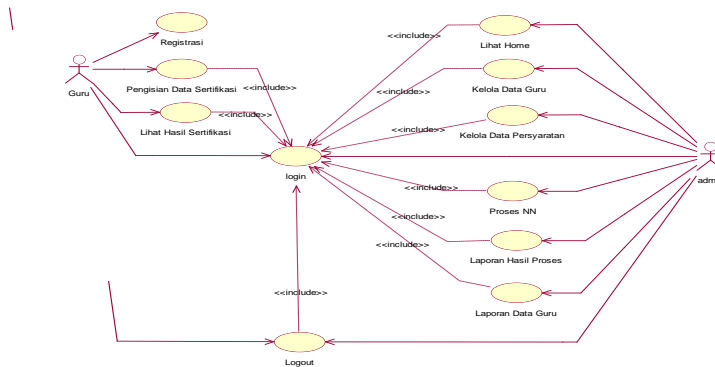 Registrasi
Guru
Pengisian Data Sertifikasi
<<include>>
Lihat Hasil Sertifikasi
<<include>>
<<include>>
Lihat Home
<<include>>
Kelola Data Guru
<<include>>
Kelola Data Persyaratan
login
adm
<<include>>
Proses NN
<<include>>
Laporan Hasil Proses
<<include>>
Laporan Data Guru
<<include>>
Logout